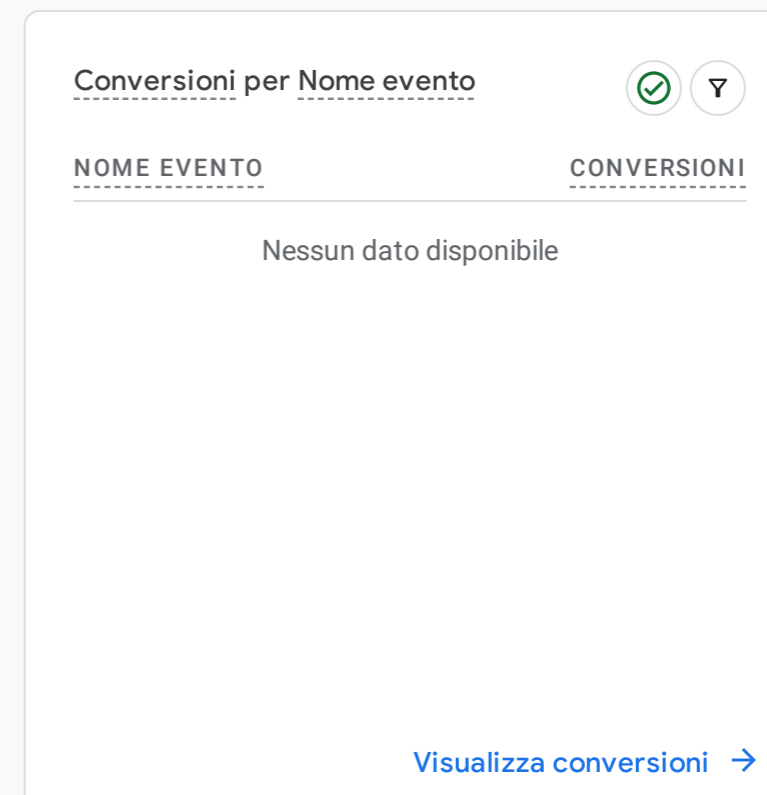 Conversioni per Nome evento
NOME EVENTO CONVERSIONI
Nessun dato disponibile
Visualizza conversioni